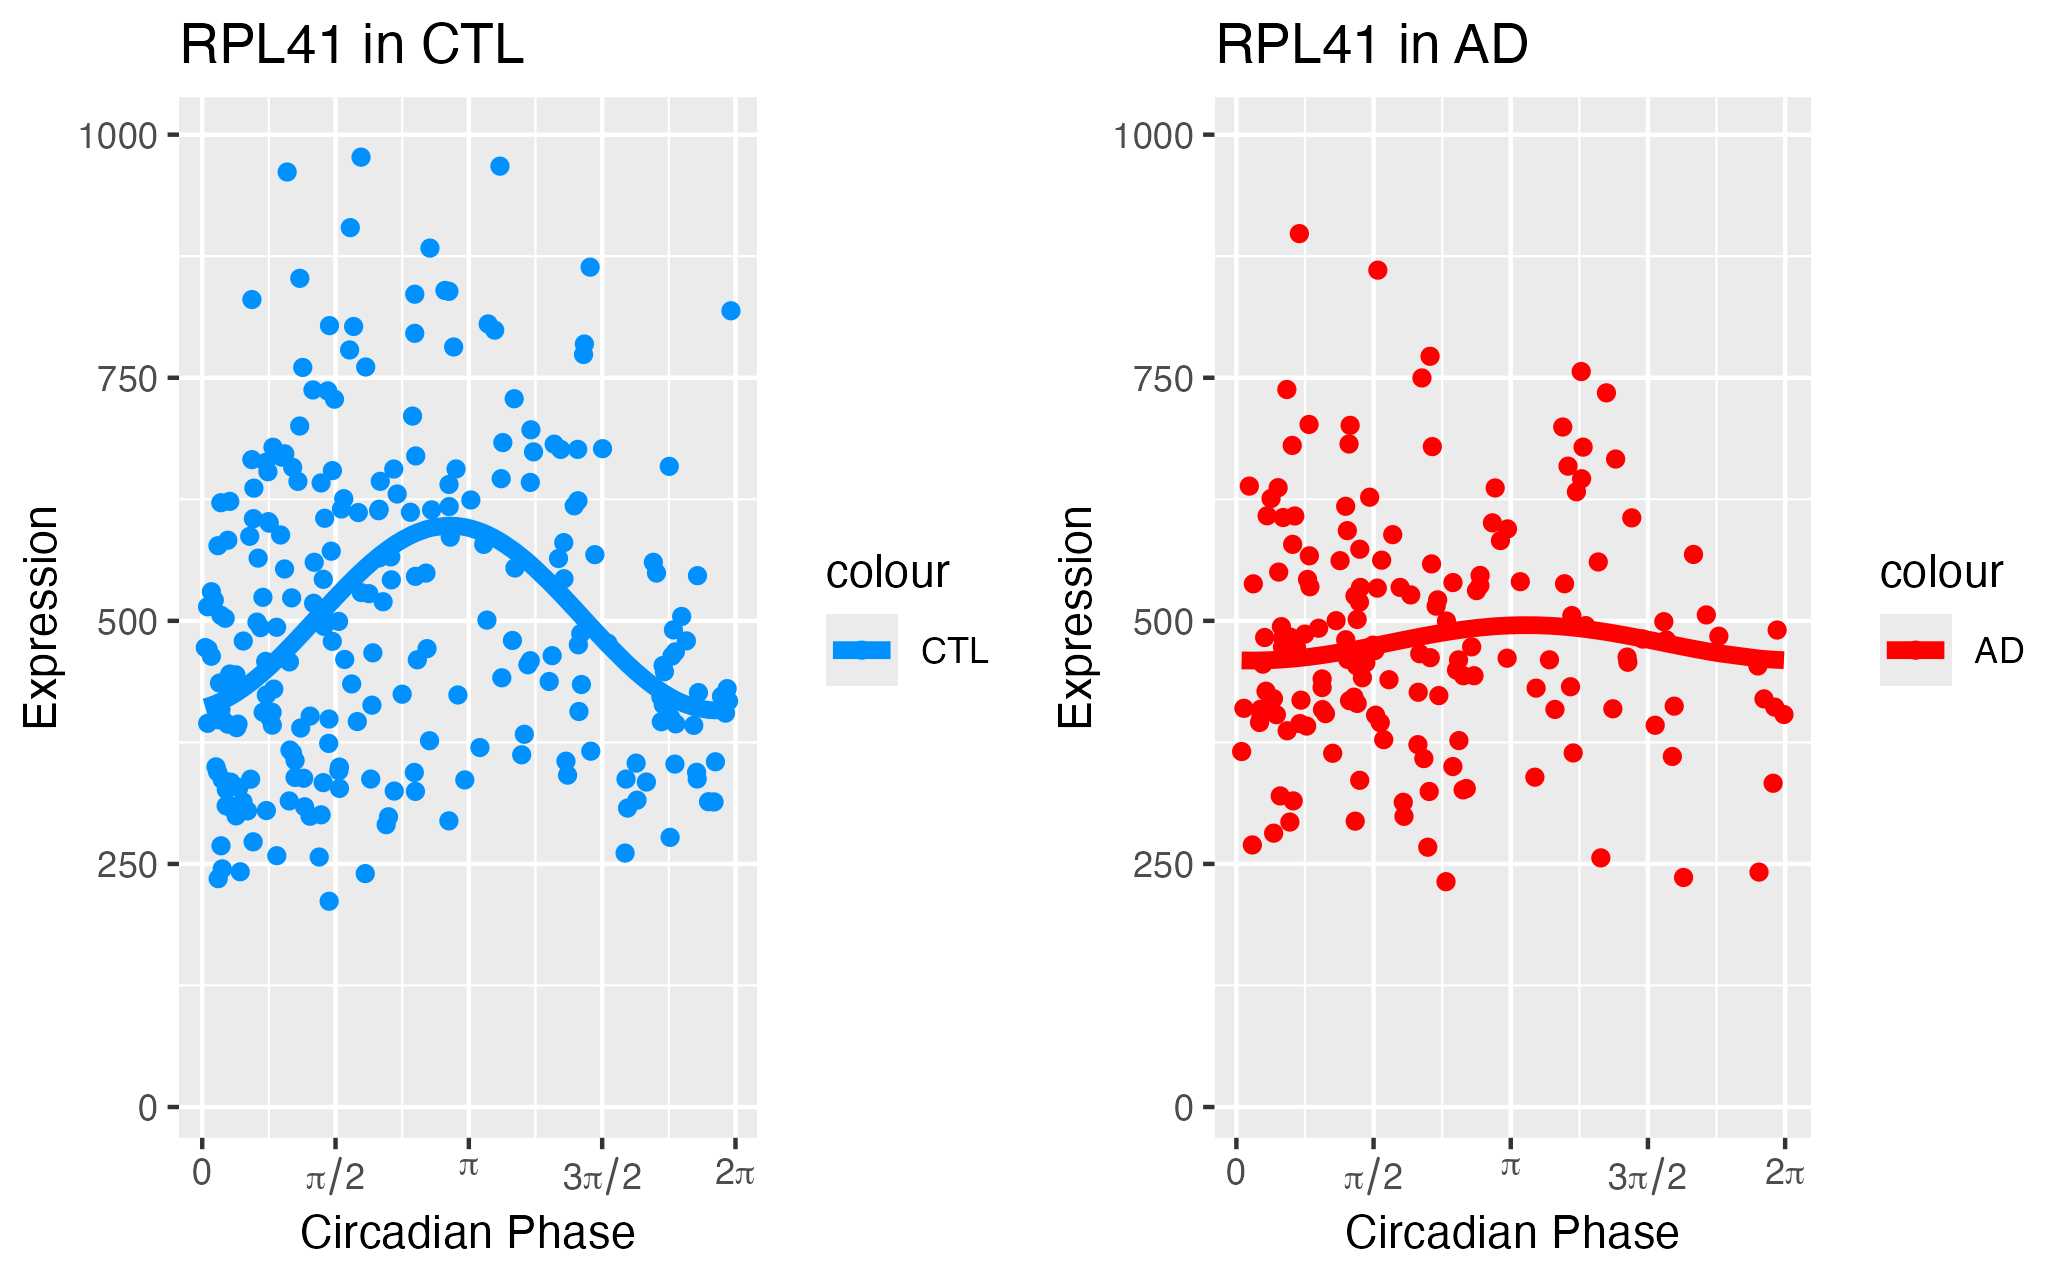 RPL41 in CTL
1000
750
500
250
0
Expression
0
π/2
π
3π/2
2π
Circadian Phase
colour
CTL
RPL41 in AD
1000
750
500
250
0
Expression
0
π/2
π
3π/2
2π
Circadian Phase
colour
AD